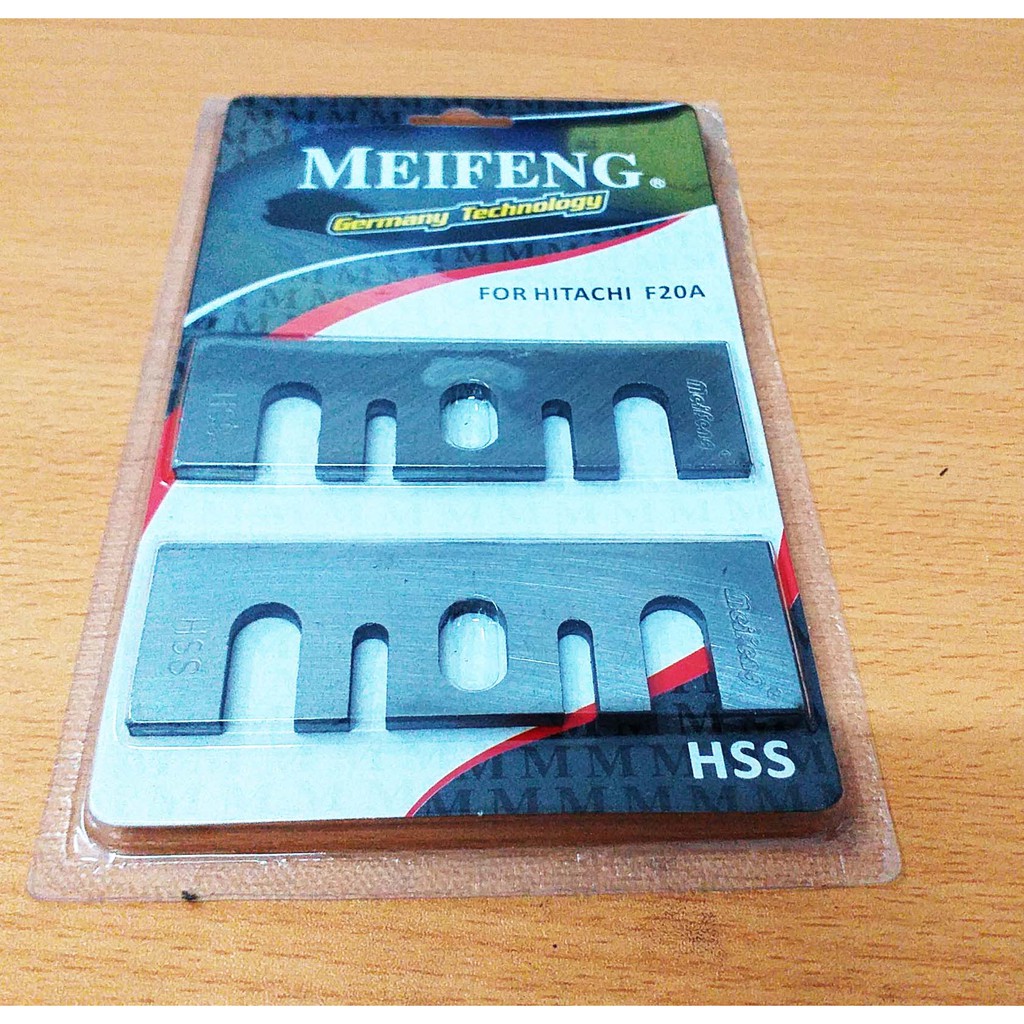 MEIFENG®
Germany Technology
FOR HITACHI F20A
HSS
meifeng®
HSS
meifeng®
HSS